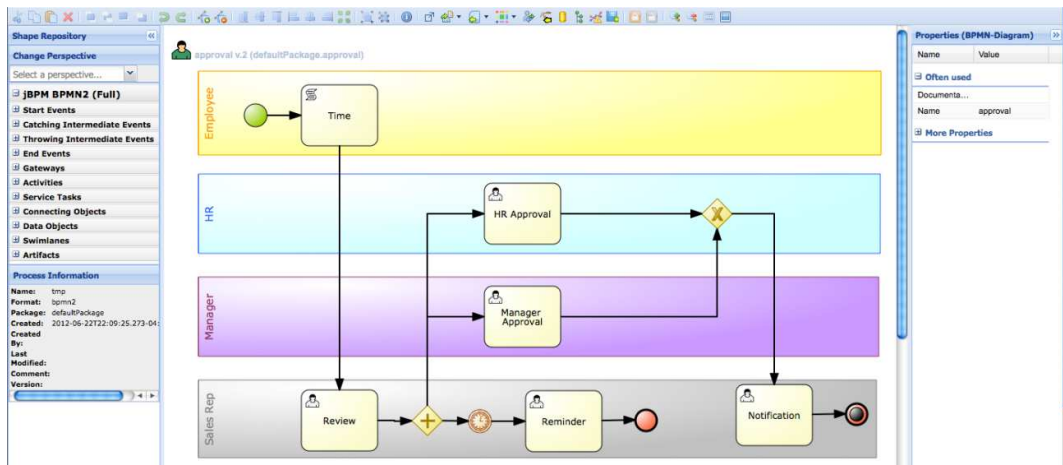 Shape Repository
Change Perspective
Select a perspective...
jBPM BPMN2 (Full)
Start Events
Catching Intermediate Events
Throwing Intermediate Events
End Events
Gateways
Activities
Service Tasks
Connecting Objects
Data Objects
Swimlanes
Artifacts
Process Information
Name: tmp
Format: bpmn2
Package: defaultPackage
Created: 2012-06-22T22:09:25.273-04:
Created
By:
Last
Modified:
Comment:
Version:
approval v.2 (defaultPackage.approval)
Employee
Time
HR
HR Approval
X
Manager
Manager
Approval
Sales Rep
Review
Reminder
Notification
Properties (BPMN-Diagram)
Name Value
Often used
Documenta...
Name approval
More Properties